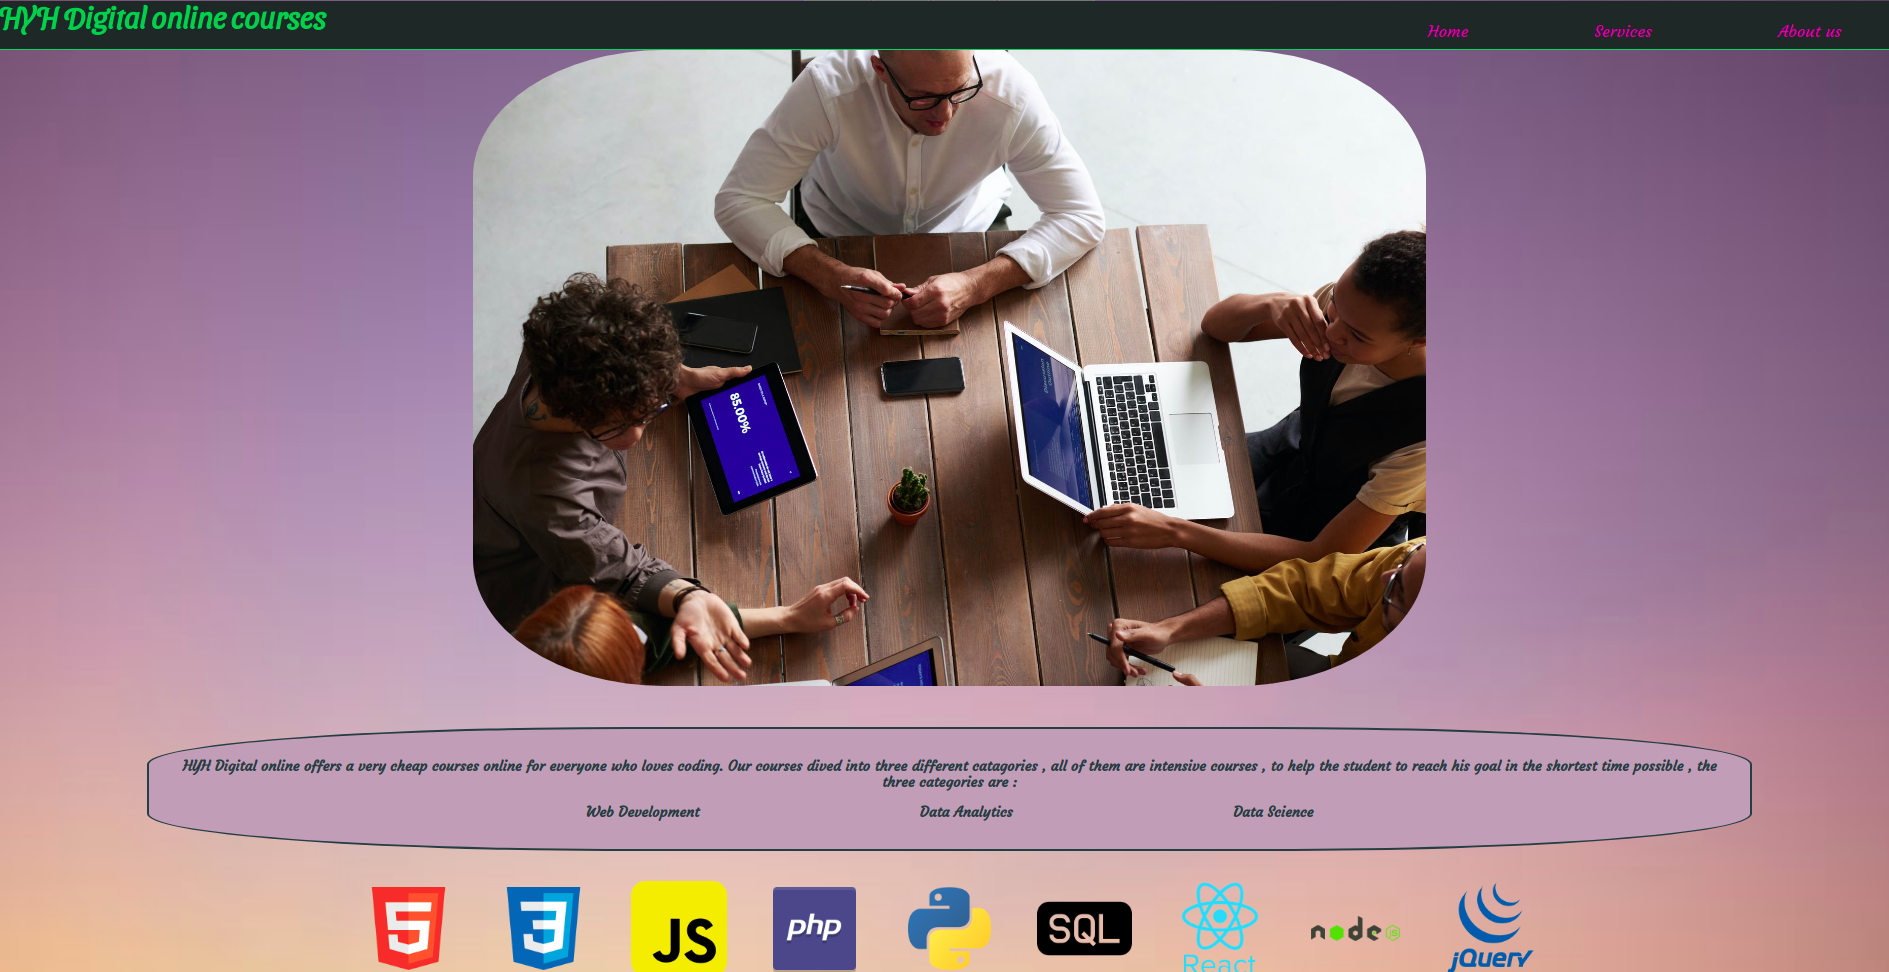 HYH Digital online courses
Home Services About us
85.00%
HYH Digital online offers a very cheap courses online for everyone who loves coding. Our courses dived into three different catagories , all of them are intensive courses , to help the student to reach his goal in the shortest time possible , the
three categories are :
Web Development Data Analytics Data Science
5 3 JS php SQL node JS
React jQuery